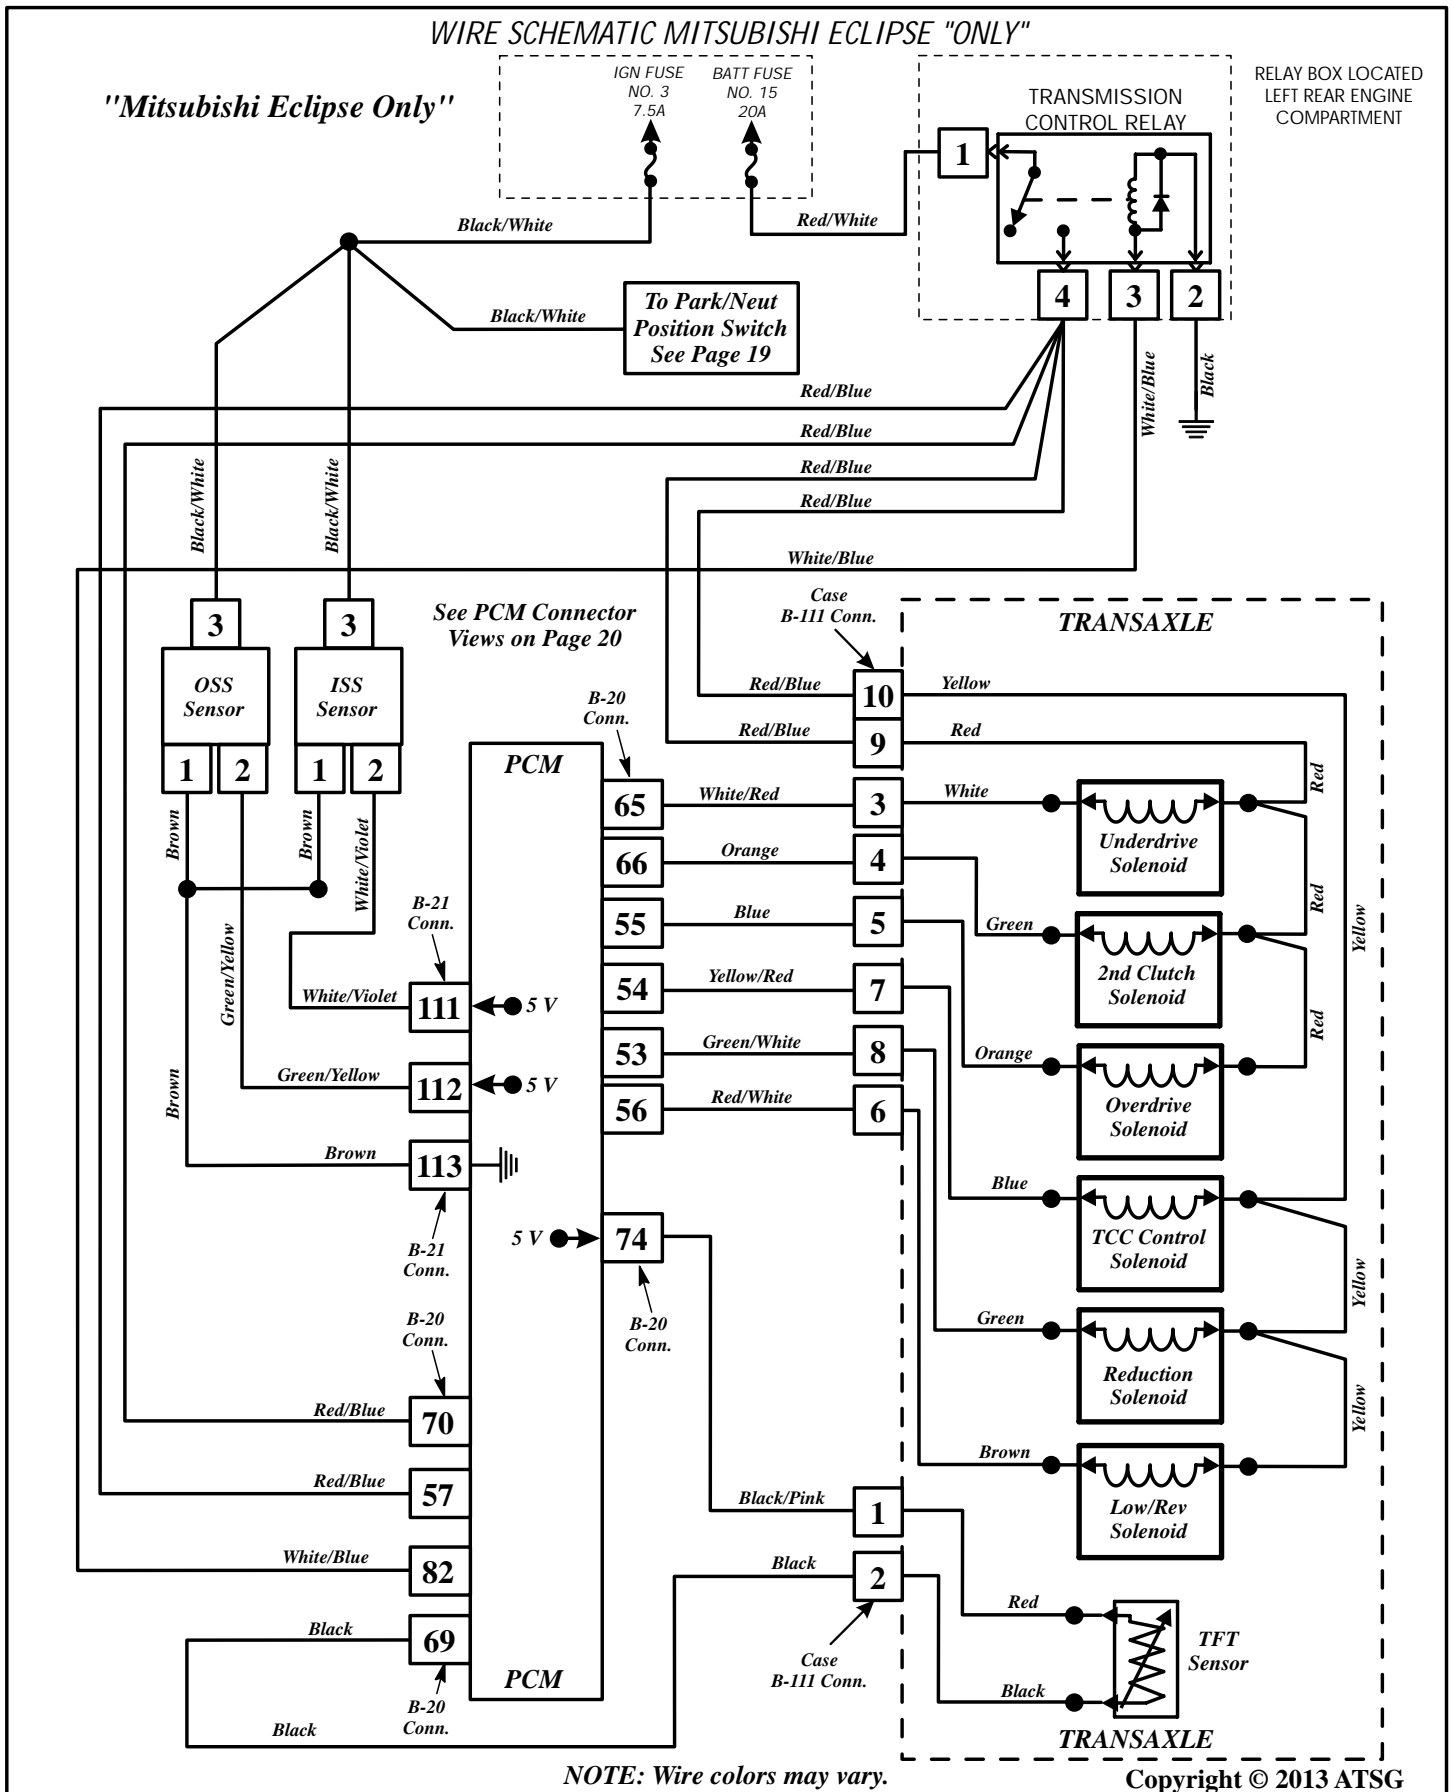 WIRE SCHEMATIC MITSUBISHI ECLIPSE "ONLY"
"Mitsubishi Eclipse Only"
IGN FUSE
NO. 3
7.5A
BATT FUSE
NO. 15
20A
TRANSMISSION
CONTROL RELAY
RELAY BOX LOCATED
LEFT REAR ENGINE
COMPARTMENT
1
Black/White
Red/White
4
3
2
Black/White
To Park/Neut
Position Switch
See Page 19
White/Blue
Black
Red/Blue
Red/Blue
Red/Blue
Red/Blue
Black/White
Black/White
White/Blue
3
3
See PCM Connector
Views on Page 20
Case
B-111 Conn.
TRANSAXLE
OSS
Sensor
ISS
Sensor
1
2
1
2
B-20
Conn.
PCM
Red/Blue
10
Yellow
Red/Blue
9
Red
Red
65
White/Red
3
White
Underdrive
Solenoid
Brown
Brown
White/Violet
66
Orange
4
Red
Yellow
B-21
Conn.
55
Blue
5
Green
2nd Clutch
Solenoid
Green/Yellow
White/Violet
111
5 V
54
Yellow/Red
7
Red
53
Green/White
8
Orange
Overdrive
Solenoid
Brown
Green/Yellow
112
5 V
56
Red/White
6
Brown
113
Blue
TCC Control
Solenoid
5 V
74
B-21
Conn.
Yellow
B-20
Conn.
B-20
Conn.
Green
Reduction
Solenoid
Red/Blue
70
Yellow
Red/Blue
57
Brown
Low/Rev
Solenoid
Black/Pink
1
White/Blue
82
Black
2
Black
69
Red
TFT
Sensor
Case
B-111 Conn.
PCM
B-20
Conn.
Black
Black
TRANSAXLE
NOTE: Wire colors may vary.
Copyright © 2013 ATSG